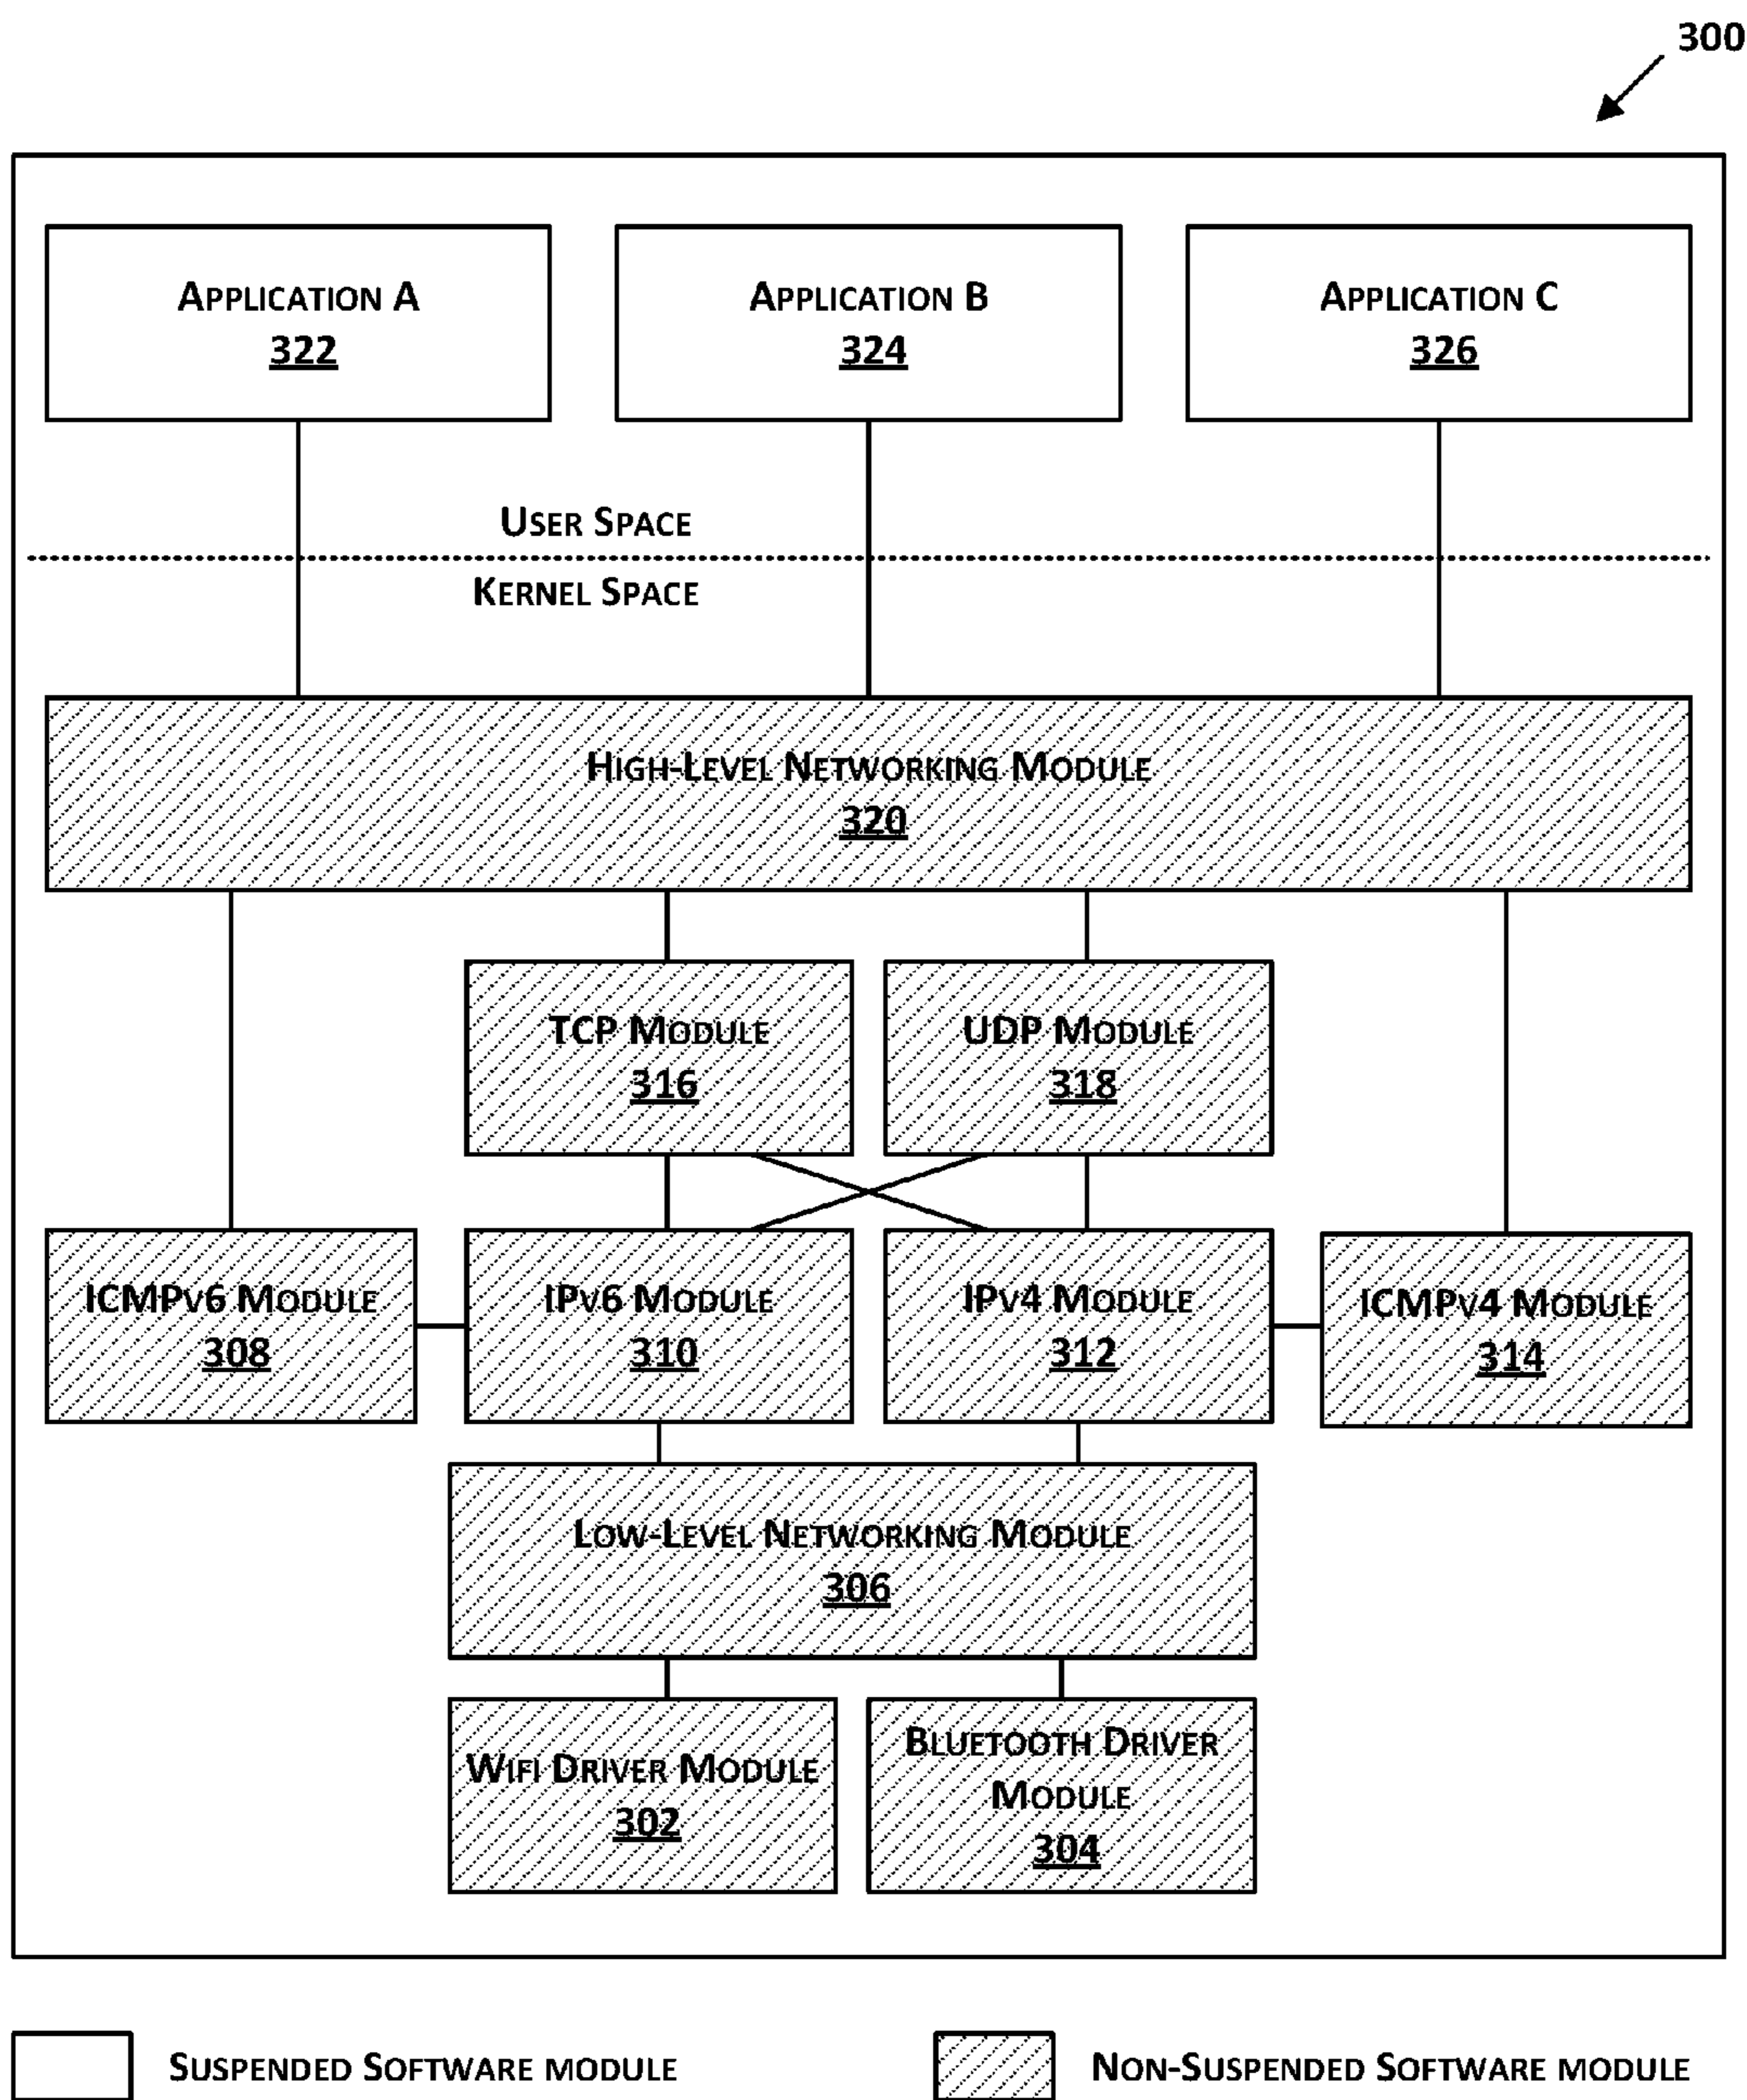 300
Application A
322
Application B
324
Application C
326
User Space
Kernel Space
High-Level Networking Module
320
TCP Module
316
UDP Module
318
ICMPv6 Module
308
IPv6 Module
310
IPv4 Module
312
ICMPv4 Module
314
Low-Level Networking Module
306
Wifi Driver Module
302
Bluetooth Driver
Module
304
Suspended Software module
Non-Suspended Software module